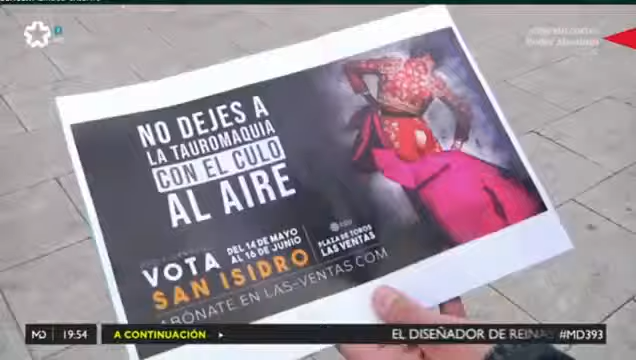 NO DEJES A
LA TAUROMAQUIA
CON EL CULO
AL AIRE
VOTA
SAN ISIDRO
DEL 14 DE MAYO
AL 16 DE JUNIO
PLAZA DE TOROS
LAS VENTAS
ABÓNATE EN LAS-VENTAS.COM
MD 19:54 A CONTINUACIÓN EL DISEÑADOR DE REINAS #MD393